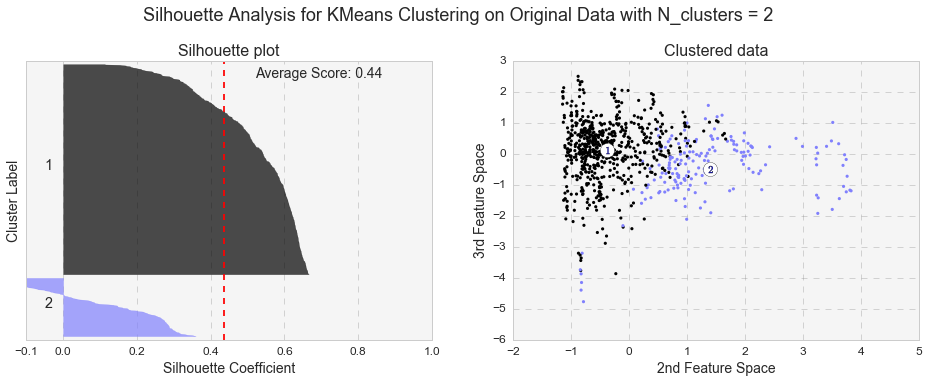 Silhouette Analysis for KMeans Clustering on Original Data with N_clusters = 2
Silhouette plot
Average Score: 0.44
1
2
Cluster Label
−0.1 0.0 0.2 0.4 0.6 0.8 1.0
Silhouette Coefficient
Clustered data
3
2
1
0
−1
−2
−3
−4
−5
−6
1
2
3rd Feature Space
−2 −1 0 1 2 3 4 5
2nd Feature Space